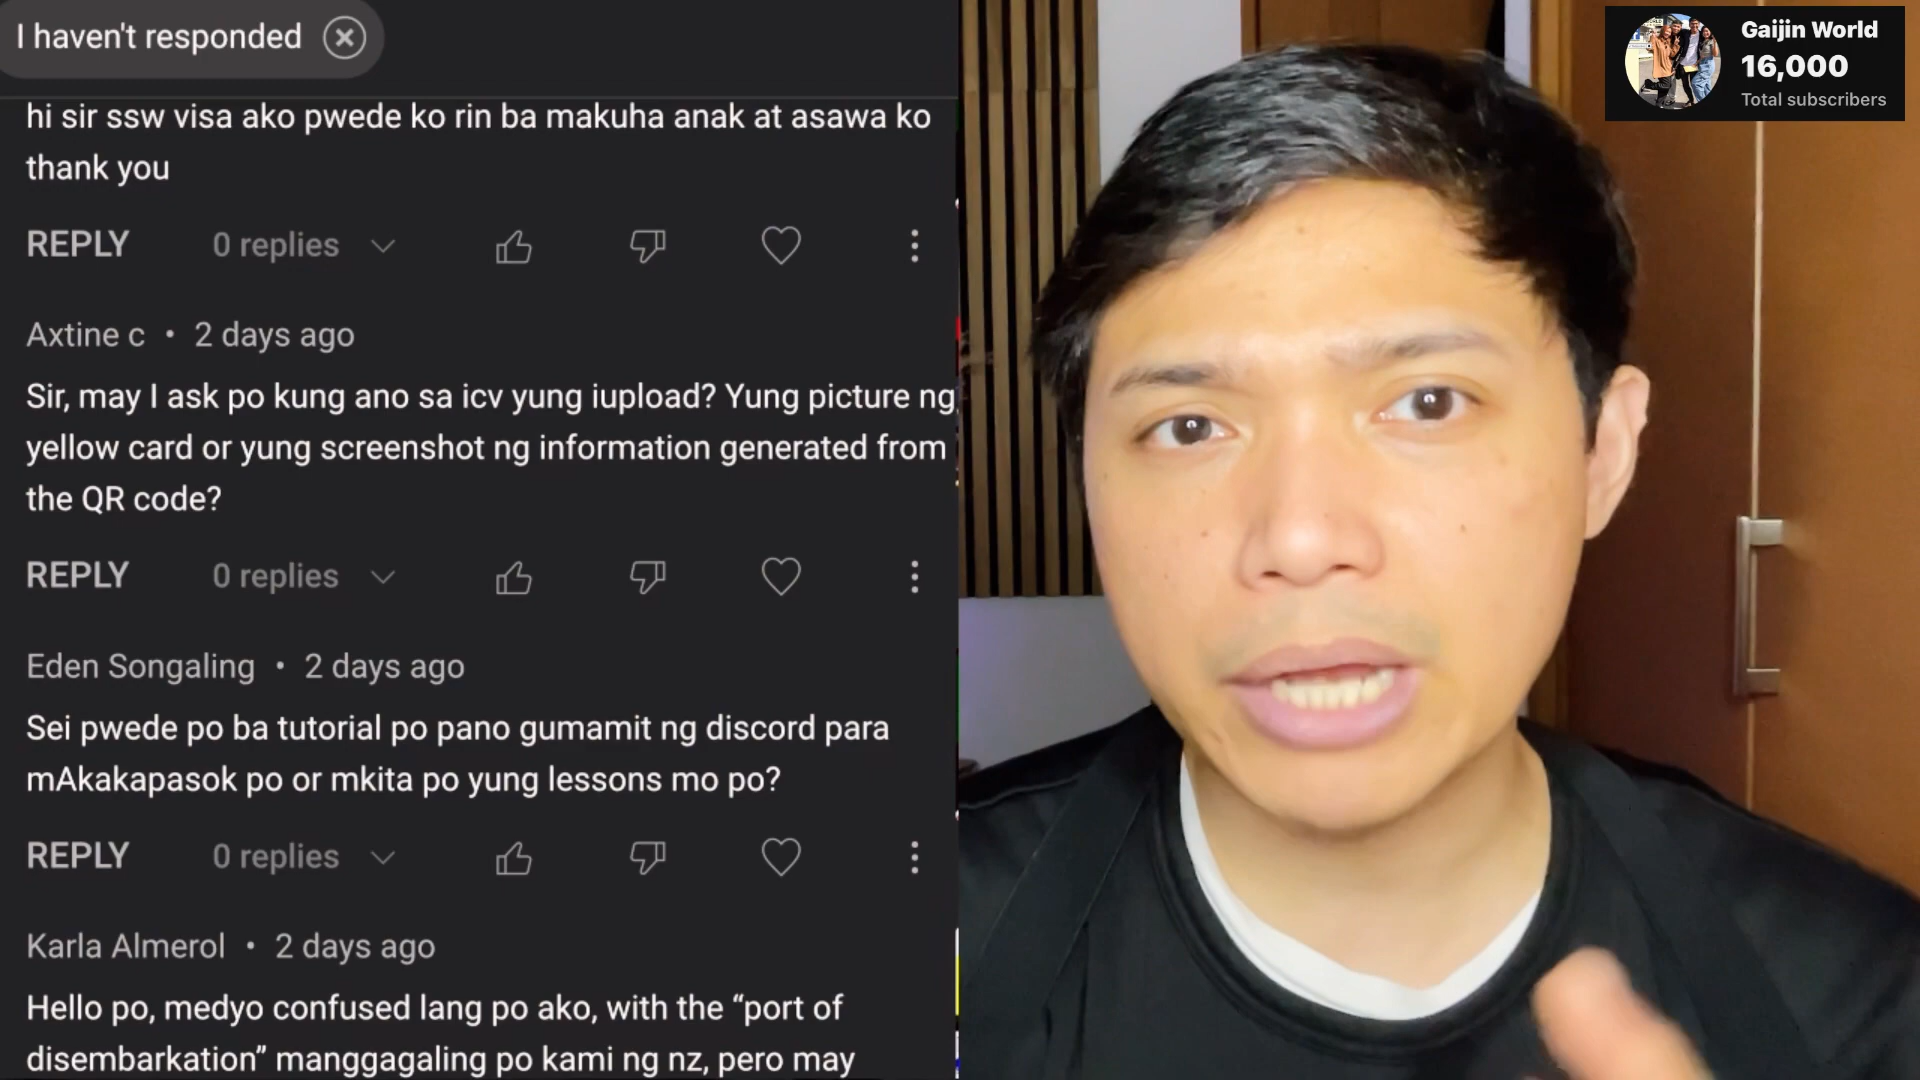 I haven't responded
hi sir ssw visa ako pwede ko rin ba makuha anak at asawa ko
thank you
REPLY 0 replies
Axtine c • 2 days ago
Sir, may I ask po kung ano sa icv yung iupload? Yung picture ng
yellow card or yung screenshot ng information generated from
the QR code?
REPLY 0 replies
Eden Songaling • 2 days ago
Sei pwede po ba tutorial po pano gumamit ng discord para
mAkakapasok po or mkita po yung lessons mo po?
REPLY 0 replies
Karla Almerol • 2 days ago
Hello po, medyo confused lang po ako, with the “port of
disembarkation” manggagaling po kami ng nz, pero may
Gaijin World
16,000
Total subscribers